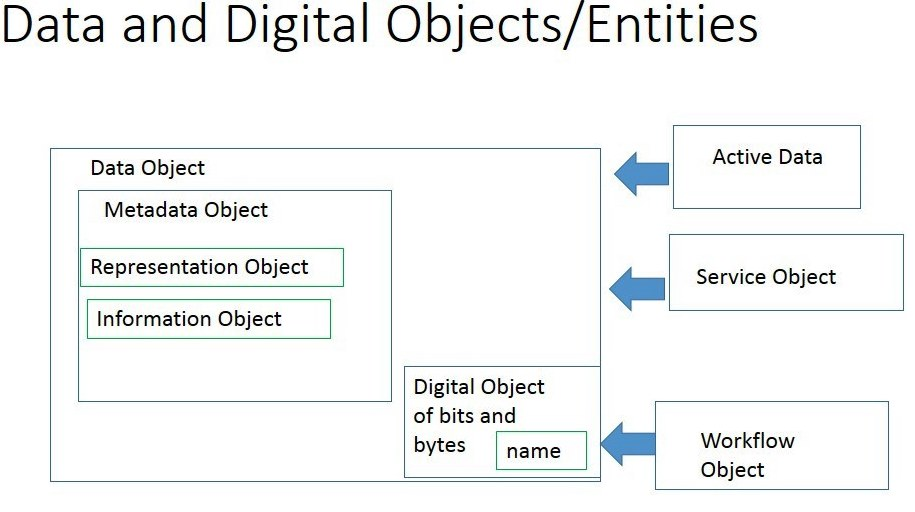 Data and Digital Objects/Entities
Data Object
Metadata Object
Representation Object
Information Object
Digital Object
of bits and
bytes
name
Active Data
Service Object
Workflow
Object